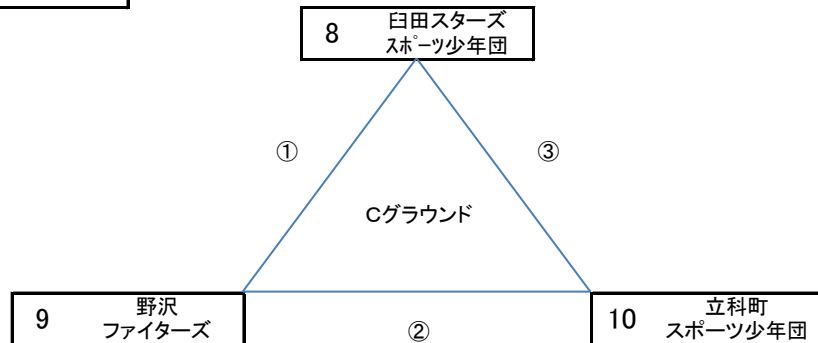 8
臼田スターズ
スポーツ少年団
①
③
Cグラウンド
9
野沢
ファイターズ
②
10
立科町
スポーツ少年団